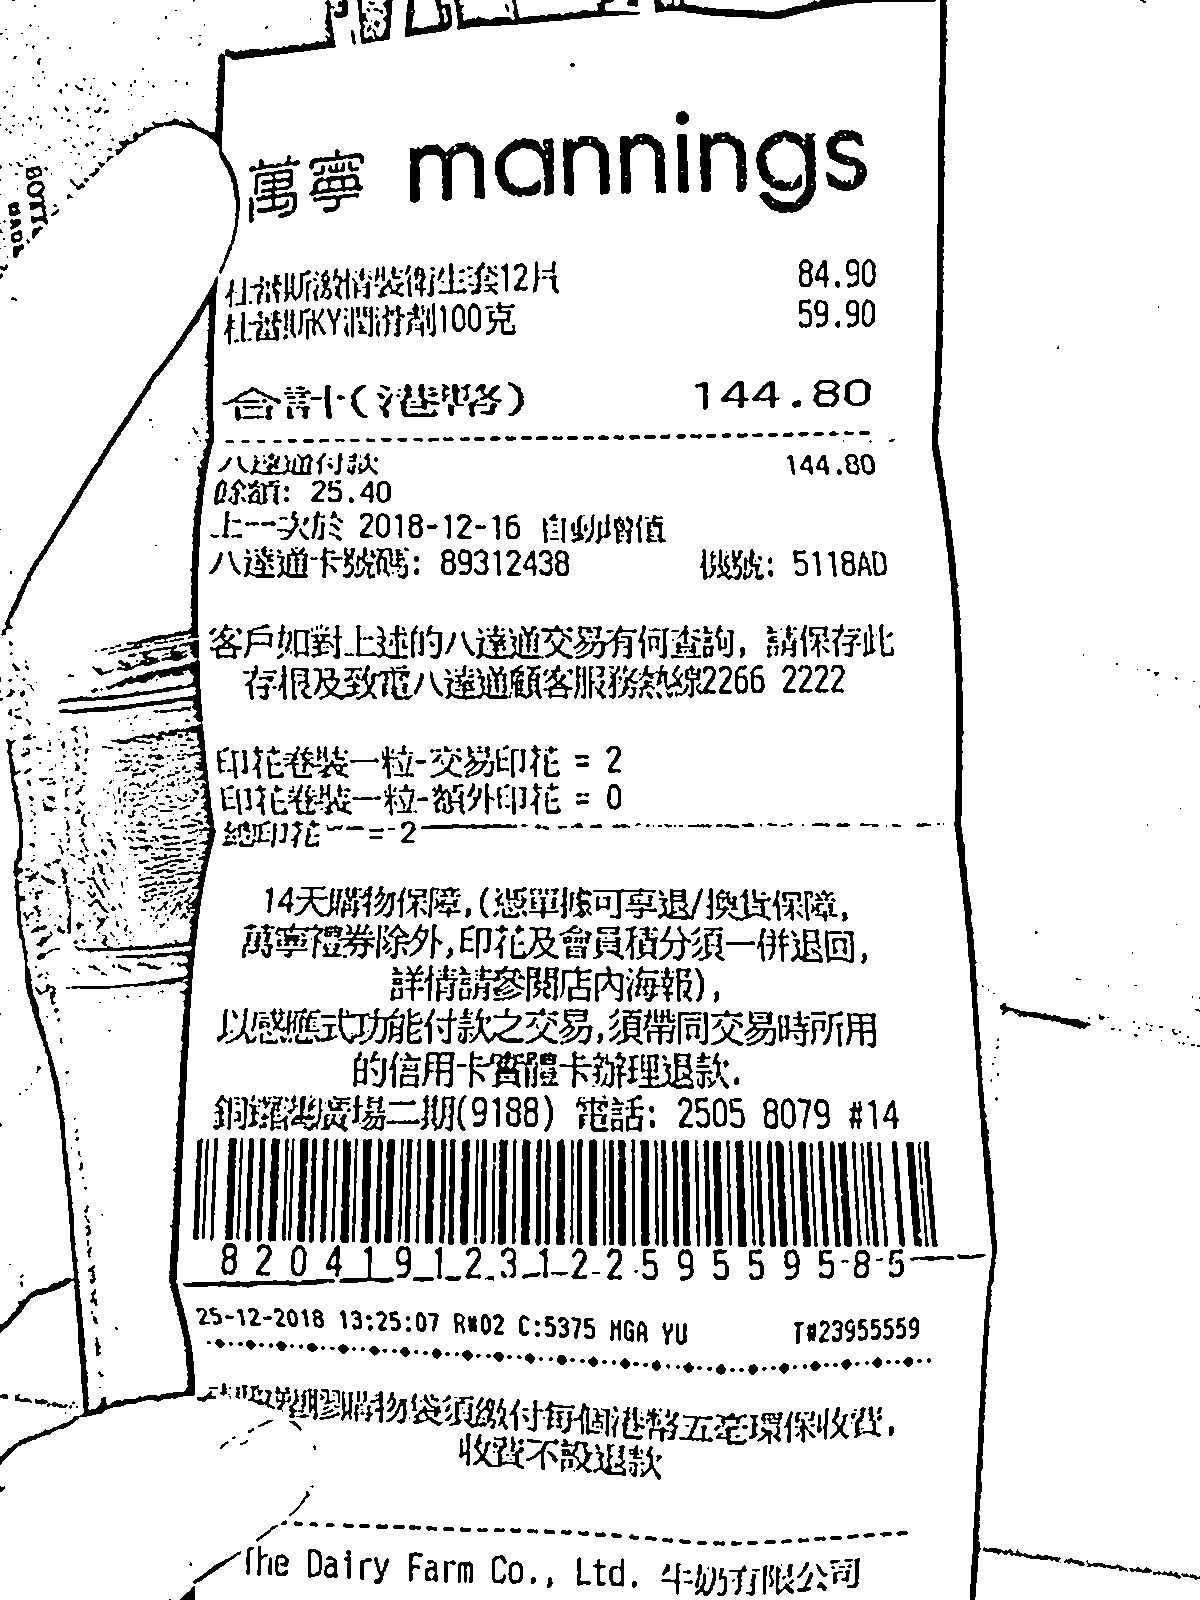 萬寧 mannings
杜蕾斯激情裝衛生套12片 84.90
杜蕾斯KY潤滑劑100克 59.90
合計(港幣) 144.80
八達通付款 144.80
餘額: 25.40
上一次於 2018-12-16 自動增值
八達通卡號碼: 89312438 機號: 5118AD
客戶如對上述的八達通交易有何查詢, 請保存此
存根及致電八達通顧客服務熱線2266 2222
印花卷裝一粒-交易印花 = 2
印花卷裝一粒-額外印花 = 0
總印花 = 2
14天購物保障,(憑單據可享退/換貨保障,
萬寧禮券除外,印花及會員積分須一併退回,
詳情請參閱店內海報),
以感應式功能付款之交易,須帶同交易時所用
的信用卡實體卡辦理退款.
銅鑼灣廣場二期(9188) 電話: 2505 8079 #14
8204191231225955958-5
25-12-2018 13:25:07 R#02 C:5375 MGA YU T#23955559
塑膠購物袋須繳付每個港幣五毫環保收費,
收費不設退款
The Dairy Farm Co., Ltd. 牛奶有限公司